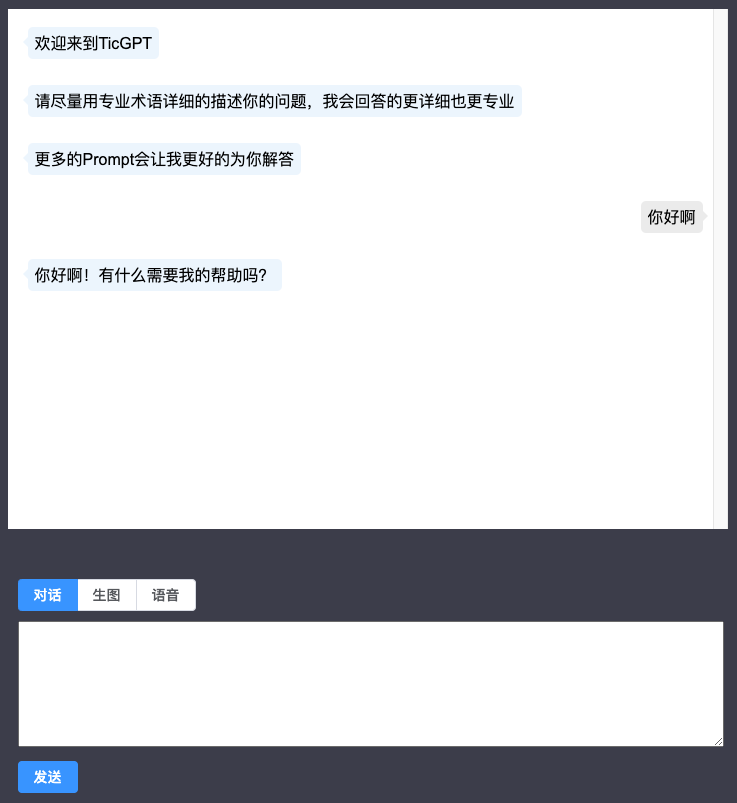 欢迎来到TicGPT
请尽量用专业术语详细的描述你的问题，我会回答的更详细也更专业
更多的Prompt会让我更好的为你解答
你好啊
你好啊！有什么需要我的帮助吗？
对话 生图 语音
发送